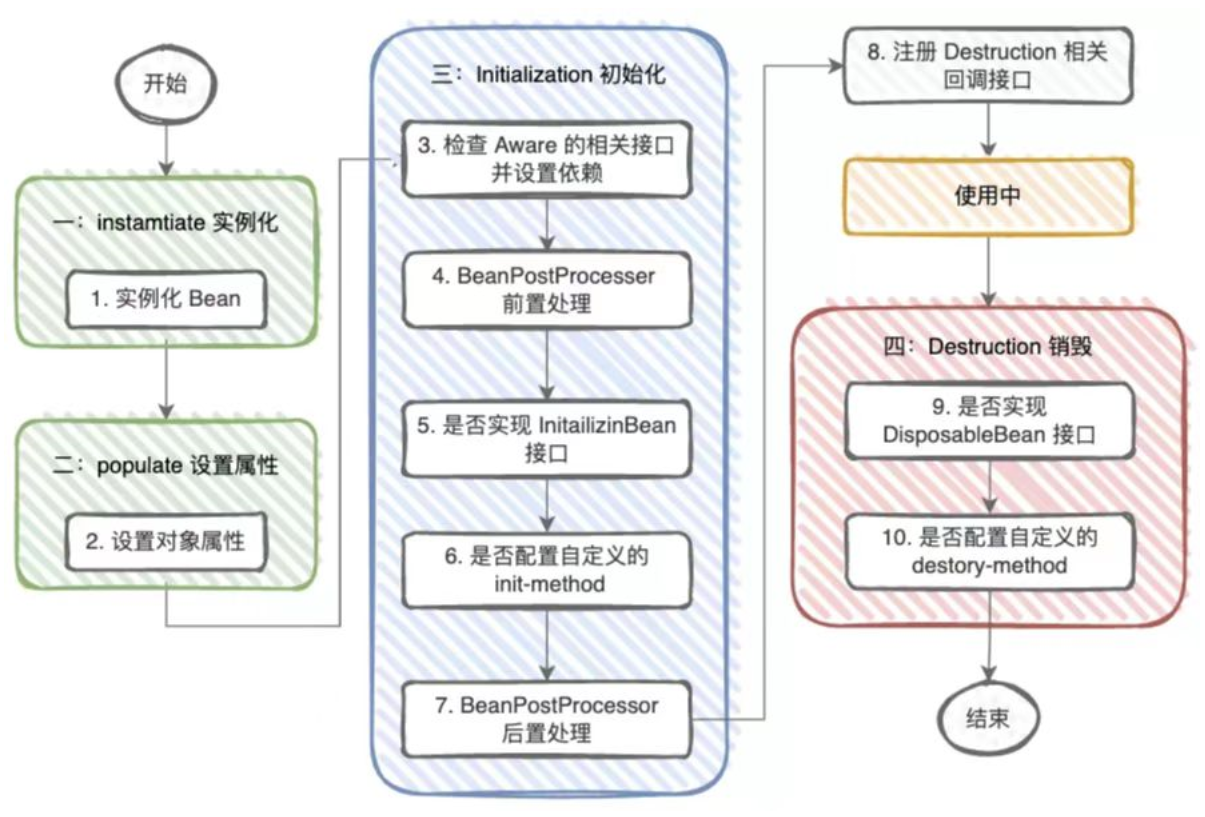 开始
一：instamtiate 实例化
1. 实例化 Bean
二：populate 设置属性
2. 设置对象属性
三：Initialization 初始化
3. 检查 Aware 的相关接口
并设置依赖
4. BeanPostProcesser
前置处理
5. 是否实现 InitailizinBean
接口
6. 是否配置自定义的
init-method
7. BeanPostProcessor
后置处理
8. 注册 Destruction 相关
回调接口
使用中
四：Destruction 销毁
9. 是否实现
DisposableBean 接口
10. 是否配置自定义的
destory-method
结束